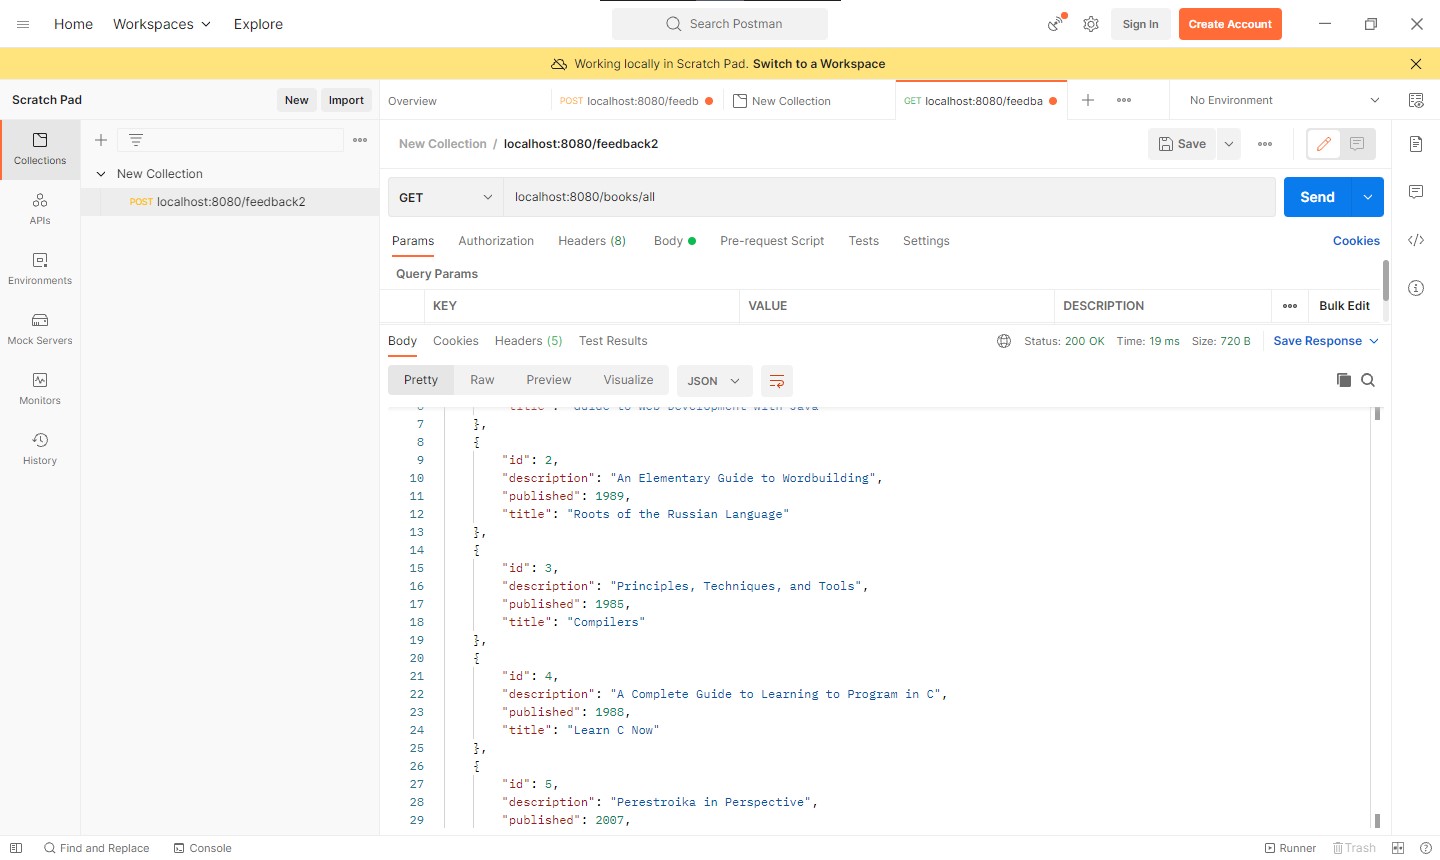 Home Workspaces Explore Search Postman Sign In Create Account
Working locally in Scratch Pad. Switch to a Workspace
Scratch Pad New Import Overview POST localhost:8080/feedb New Collection GET localhost:8080/feedba No Environment
Collections
APIs
Environments
Mock Servers
Monitors
History
New Collection
POST localhost:8080/feedback2
New Collection / localhost:8080/feedback2 Save
GET localhost:8080/books/all Send
Params Authorization Headers (8) Body Pre-request Script Tests Settings Cookies
Query Params
KEY VALUE DESCRIPTION Bulk Edit
Body Cookies Headers (5) Test Results Status: 200 OK Time: 19 ms Size: 720 B Save Response
Pretty Raw Preview Visualize JSON
6 "title": "Guide to Web Development with Java"
7 },
8 {
9 "id": 2,
10 "description": "An Elementary Guide to Wordbuilding",
11 "published": 1989,
12 "title": "Roots of the Russian Language"
13 },
14 {
15 "id": 3,
16 "description": "Principles, Techniques, and Tools",
17 "published": 1985,
18 "title": "Compilers"
19 },
20 {
21 "id": 4,
22 "description": "A Complete Guide to Learning to Program in C",
23 "published": 1988,
24 "title": "Learn C Now"
25 },
26 {
27 "id": 5,
28 "description": "Perestroika in Perspective",
29 "published": 2007,
Find and Replace Console Runner Trash